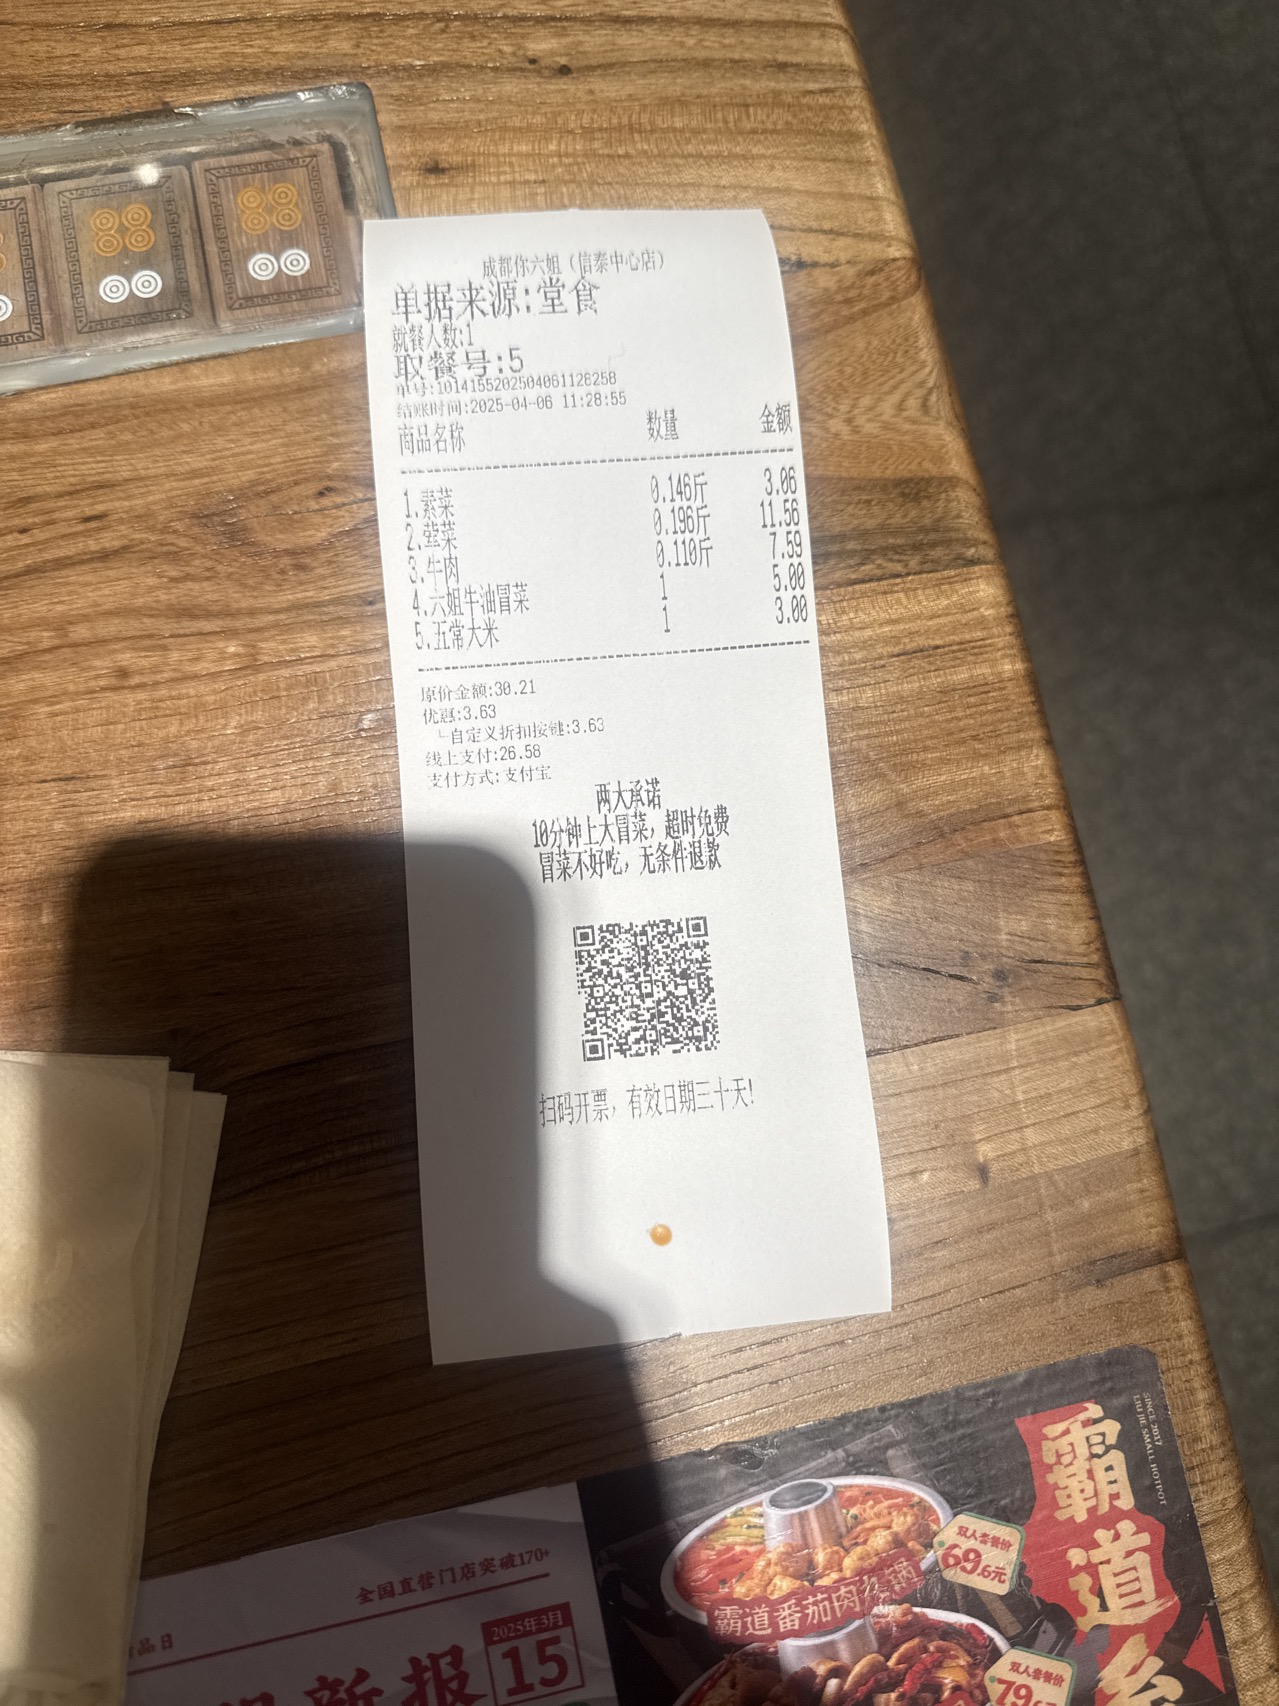 成都你六姐（信泰中心店）
单据来源:堂食
就餐人数:1
取餐号:5
单号:1014155202504061126258
结账时间:2025-04-06 11:28:55
商品名称 数量 金额
1.素菜 0.146斤 3.06
2.荤菜 0.196斤 11.56
3.牛肉 0.110斤 7.59
4.六姐牛油冒菜 1 5.00
5.五常大米 1 3.00
原价金额:30.21
优惠:3.63
└自定义折扣按键:3.63
线上支付:26.58
支付方式:支付宝
两大承诺
10分钟上大冒菜，超时免费
冒菜不好吃，无条件退款
扫码开票，有效日期三十天!
SINCE 2017
LIU JIE SMALL HOTPOT
霸道
双人套餐价
69.6元
霸道番茄肉
双人套餐价
全国直营门店突破170+
品日
新报
2025年3月
15